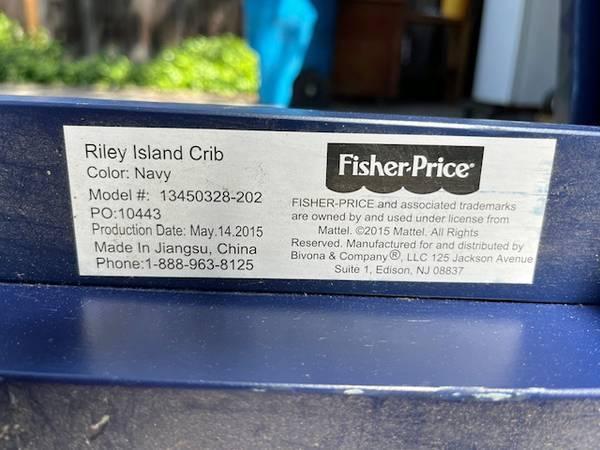 Riley Island Crib
Color: Navy
Model #: 13450328-202
PO:10443
Production Date: May.14.2015
Made In Jiangsu, China
Phone:1-888-963-8125
Fisher-Price®
FISHER-PRICE and associated trademarks
are owned by and used under license from
Mattel. ©2015 Mattel. All Rights
Reserved. Manufactured for and distributed by
Bivona & Company®, LLC 125 Jackson Avenue
Suite 1, Edison, NJ 08837